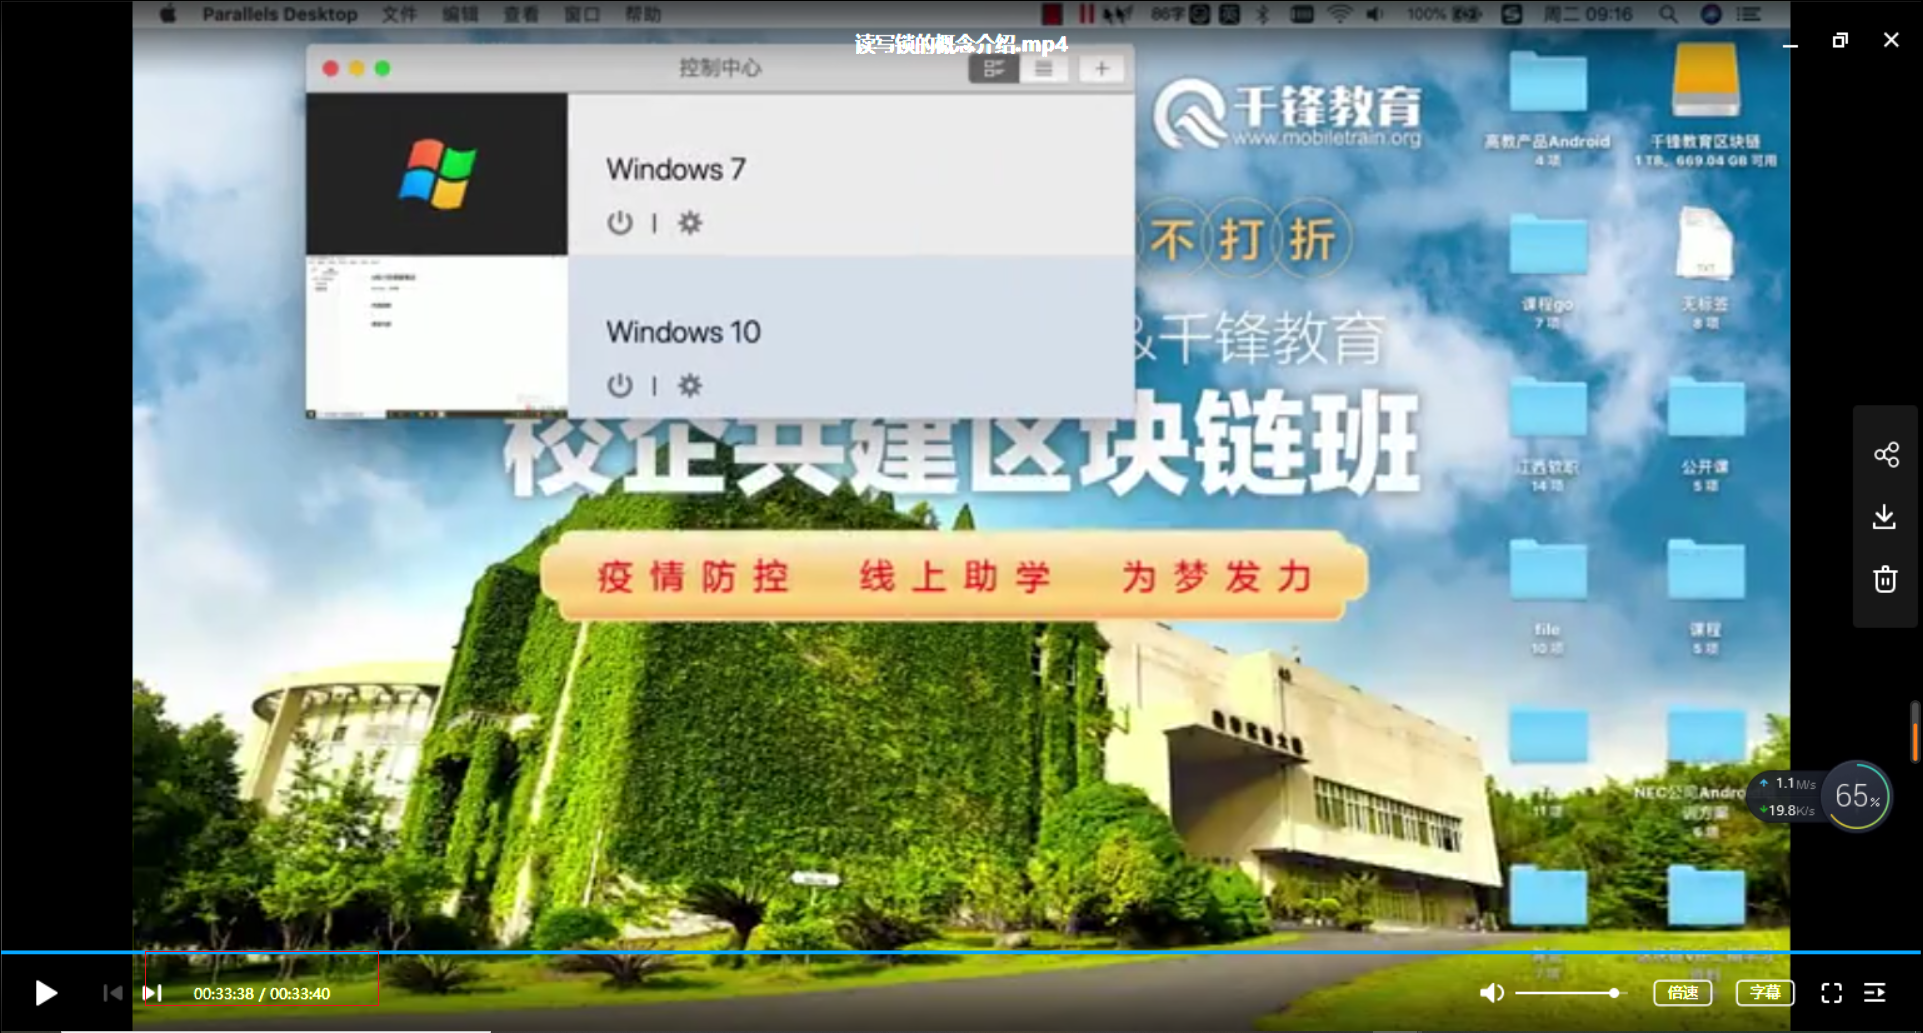 Parallels Desktop 文件 编辑 查看 窗口 帮助
86字 英 100% 周二 09:16
读写锁的概念介绍.mp4
控制中心
Windows 7
Windows 10
千锋教育
www.mobiletrain.org
不打折
&千锋教育
校企共建区块链班
疫情防控 线上助学 为梦发力
高教产品Android
4 项
千锋教育区块链
1 TB, 669.04 GB 可用
课程go
7 项
TXT
无标签
8 项
江西软职
14 项
公开课
5 项
file
10 项
课程
5 项
11 项
NEC公司Andro
训方案
6 项
1.1M/s
19.8K/s
65%
00:33:38 / 00:33:40
倍速
字幕